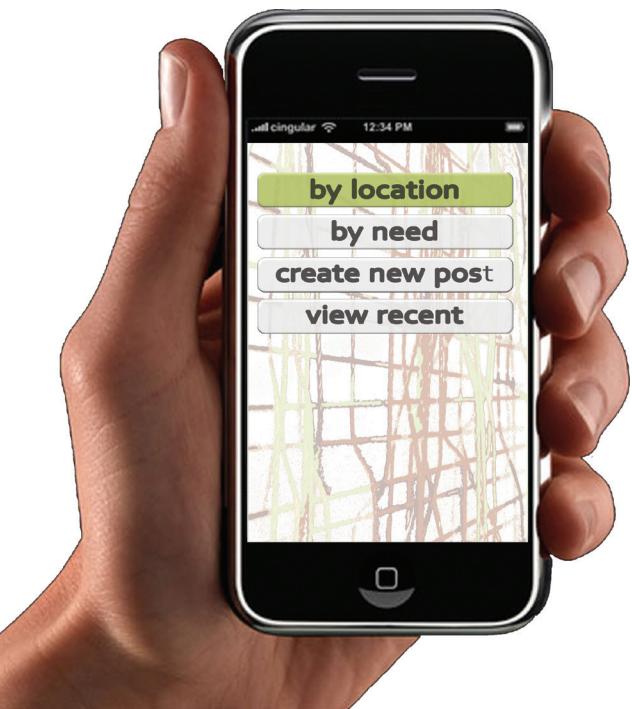 cingular 12:34 PM
by location
by need
create new post
view recent